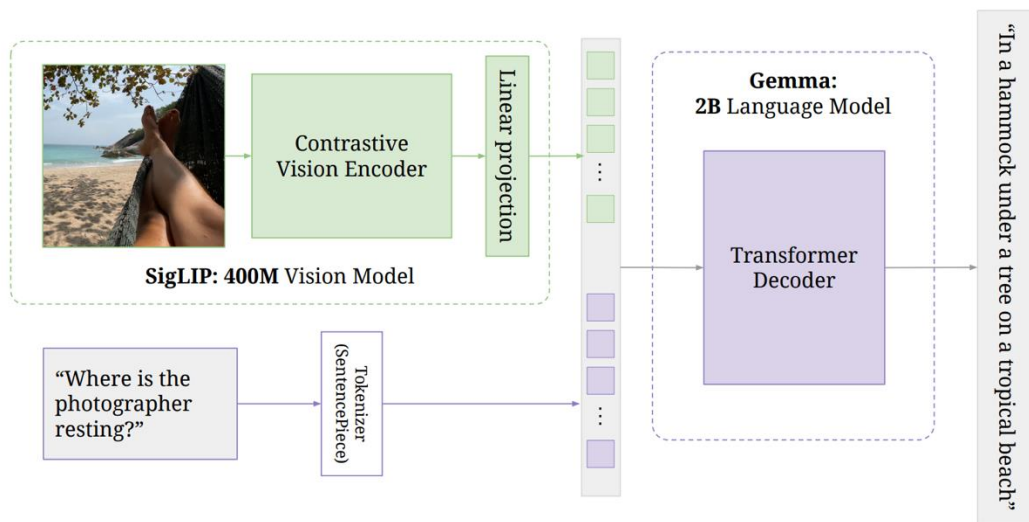 Contrastive
Vision Encoder
Linear projection
SigLIP: 400M Vision Model
“Where is the
photographer
resting?”
Tokenizer
(SentencePiece)
...
...
Gemma:
2B Language Model
Transformer
Decoder
“In a hammock under a tree on a tropical beach”